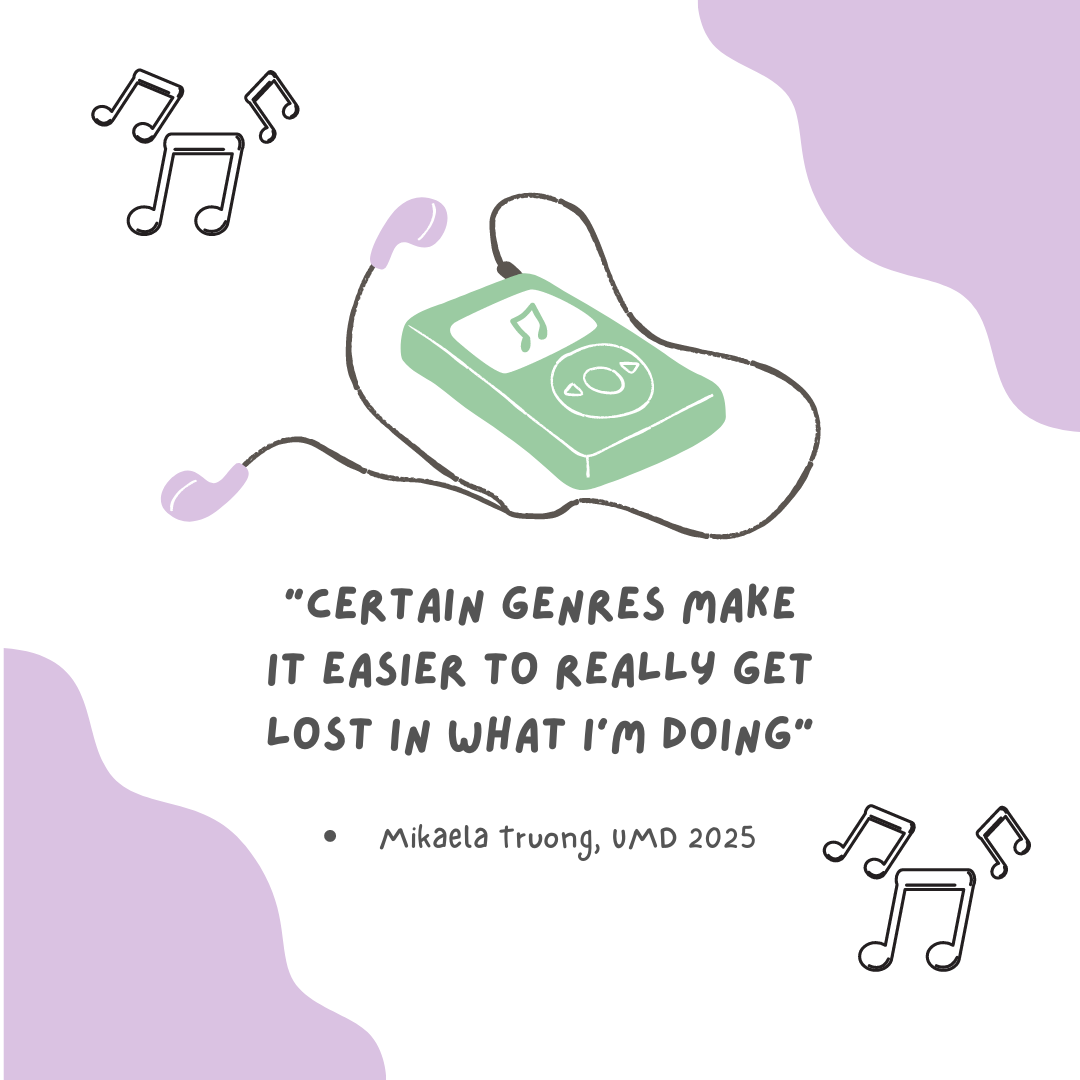 "CERTAIN GENRES MAKE
IT EASIER TO REALLY GET
LOST IN WHAT I'M DOING"
• Mikaela Truong, UMD 2025